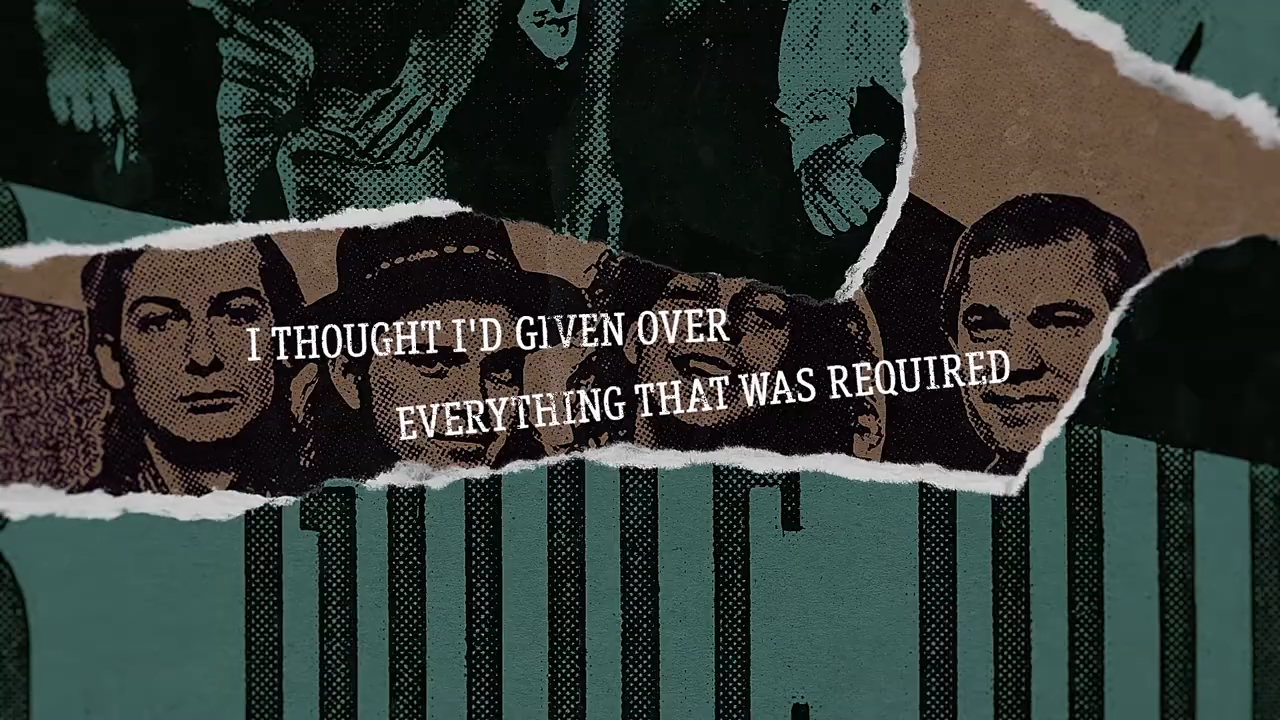 I THOUGHT I'D GIVEN OVER
EVERYTHING THAT WAS REQUIRED